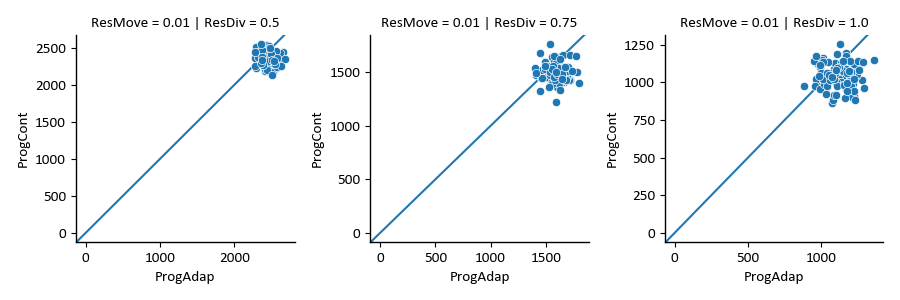 ResMove = 0.01 | ResDiv = 0.5
ProgCont
2500
2000
1500
1000
500
0
0 1000 2000
ProgAdap
ResMove = 0.01 | ResDiv = 0.75
ProgCont
1500
1000
500
0
0 500 1000 1500
ProgAdap
ResMove = 0.01 | ResDiv = 1.0
ProgCont
1250
1000
750
500
250
0
0 500 1000
ProgAdap